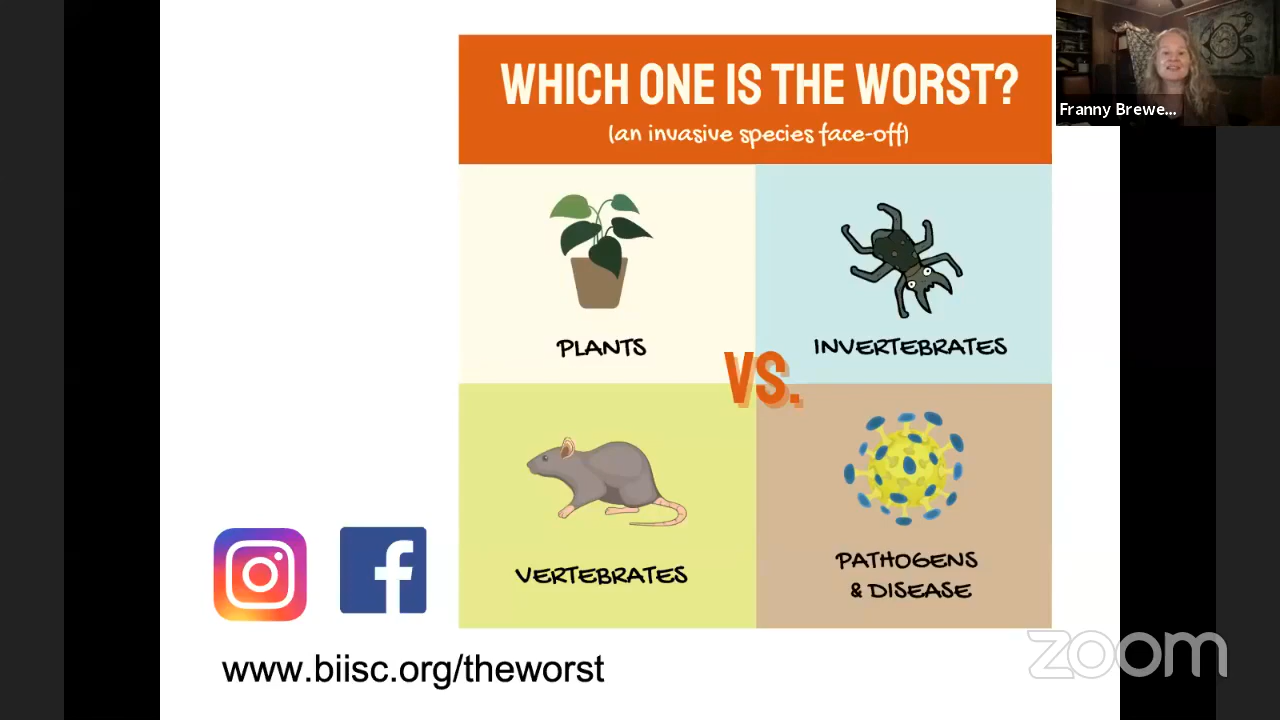 WHICH ONE IS THE WORST?
(an invasive species face-off)
Franny Brewe...
PLANTS
INVERTEBRATES
VS.
VERTEBRATES
PATHOGENS
& DISEASE
www.biisc.org/theworst
zoom